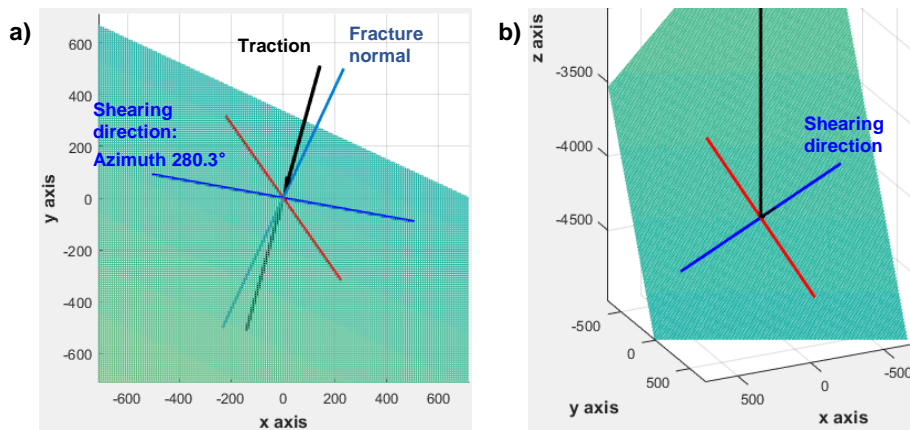 a)
Traction
Fracture
normal
Shearing
direction:
Azimuth 280.3°
600
400
200
0
-200
-400
-600
y axis
-600
-400
-200
0
200
400
600
x axis
b)
z axis
-3500
-4000
-4500
Shearing
direction
-500
0
500
y axis
500
0
-500
x axis